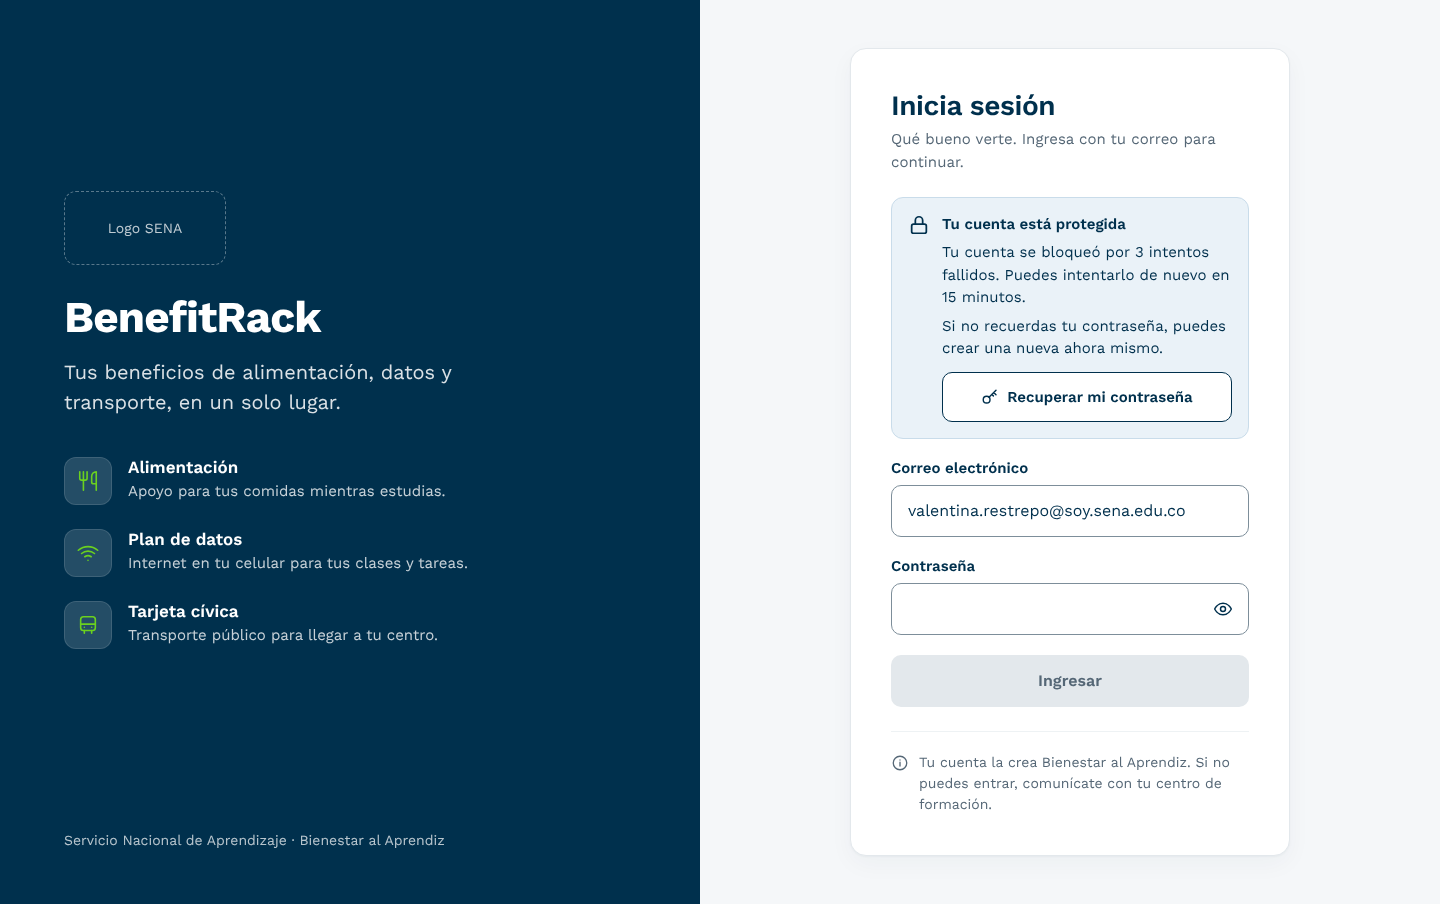 Logo SENA
BenefitRack
Tus beneficios de alimentación, datos y
transporte, en un solo lugar.
Alimentación
Apoyo para tus comidas mientras estudias.
Plan de datos
Internet en tu celular para tus clases y tareas.
Tarjeta cívica
Transporte público para llegar a tu centro.
Servicio Nacional de Aprendizaje · Bienestar al Aprendiz
Inicia sesión
Qué bueno verte. Ingresa con tu correo para
continuar.
Tu cuenta está protegida
Tu cuenta se bloqueó por 3 intentos
fallidos. Puedes intentarlo de nuevo en
15 minutos.
Si no recuerdas tu contraseña, puedes
crear una nueva ahora mismo.
Recuperar mi contraseña
Correo electrónico
valentina.restrepo@soy.sena.edu.co
Contraseña
Ingresar
Tu cuenta la crea Bienestar al Aprendiz. Si no
puedes entrar, comunícate con tu centro de
formación.